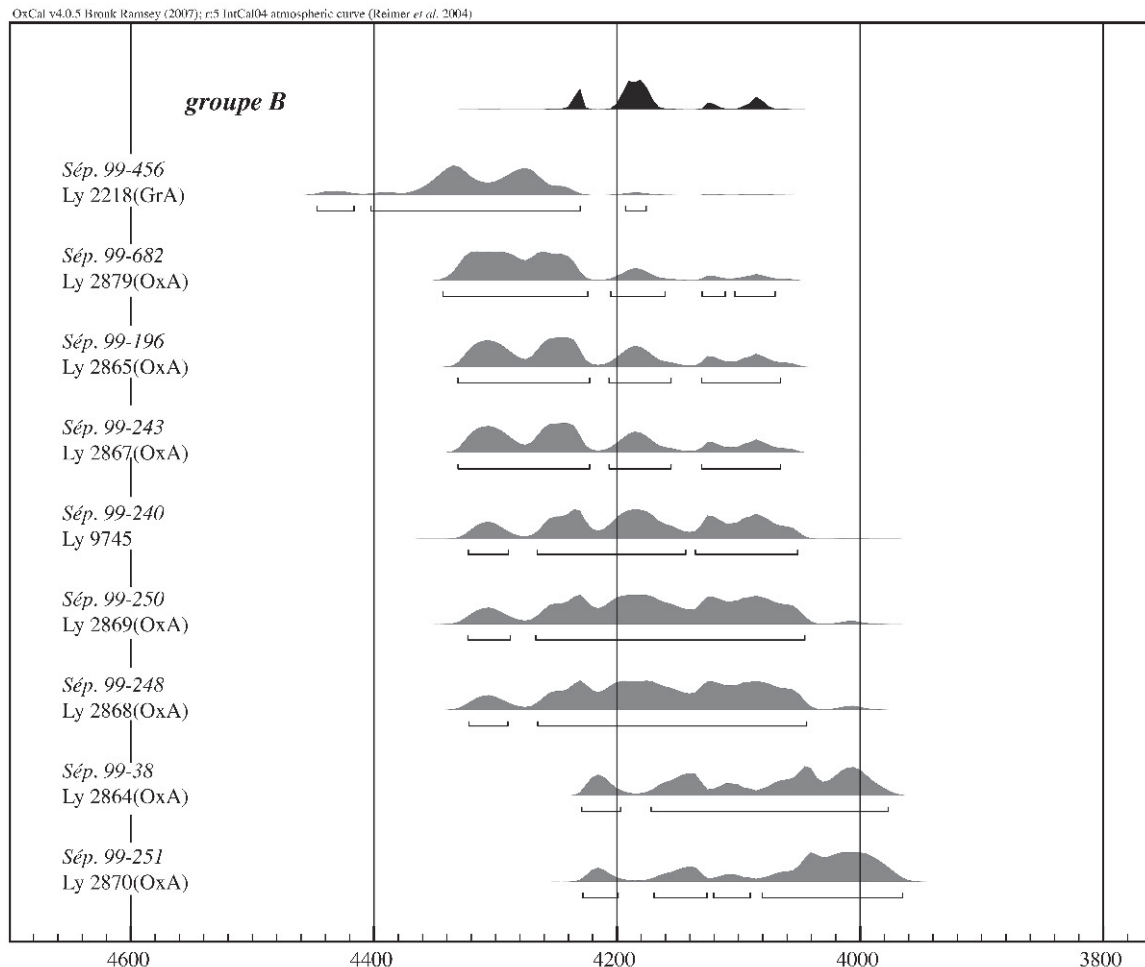 OxCal v4.0.5 Bronk Ramsey (2007); r:5 IntCal04 atmospheric curve (Reimer et al. 2004)
groupe B
Sép. 99-456
Ly 2218(GrA)
Sép. 99-682
Ly 2879(OxA)
Sép. 99-196
Ly 2865(OxA)
Sép. 99-243
Ly 2867(OxA)
Sép. 99-240
Ly 9745
Sép. 99-250
Ly 2869(OxA)
Sép. 99-248
Ly 2868(OxA)
Sép. 99-38
Ly 2864(OxA)
Sép. 99-251
Ly 2870(OxA)
4600 4400 4200 4000 3800